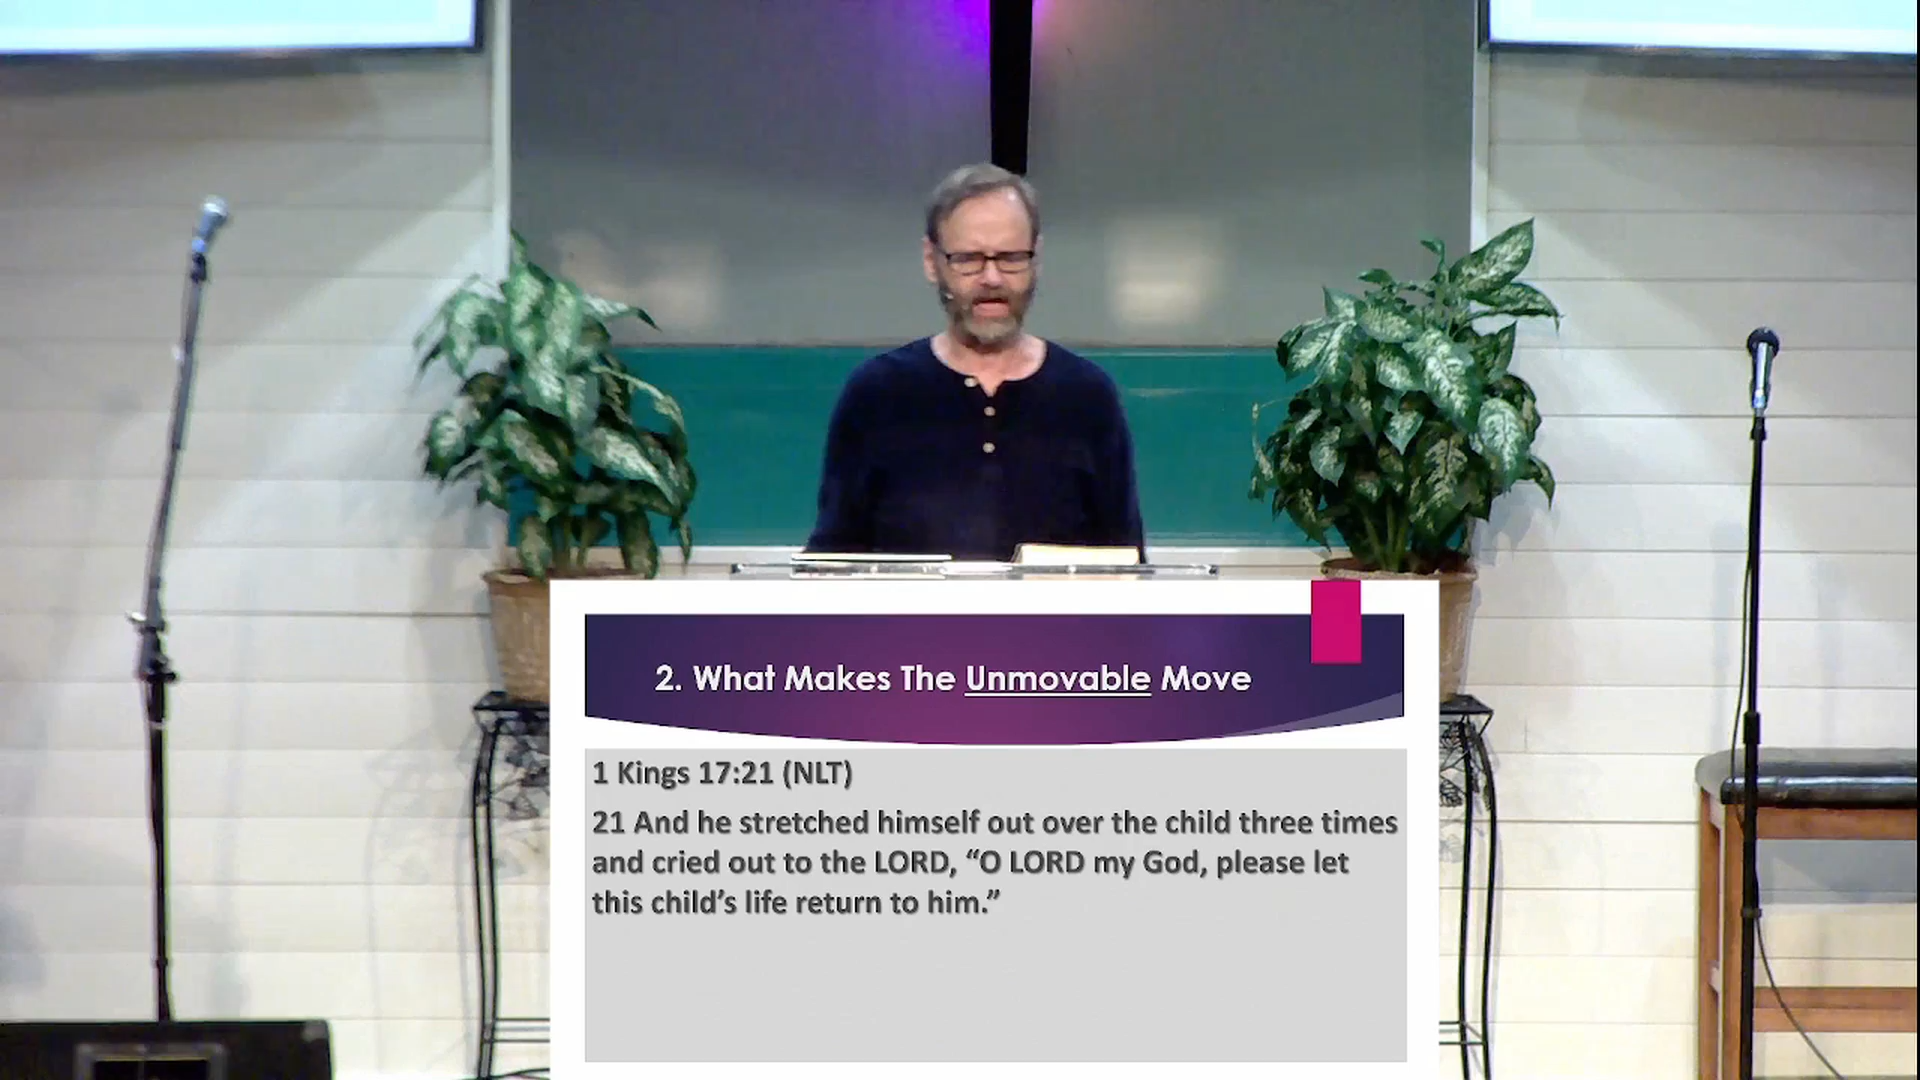 2. What Makes The Unmovable Move
1 Kings 17:21 (NLT)
21 And he stretched himself out over the child three times
and cried out to the LORD, “O LORD my God, please let
this child’s life return to him.”